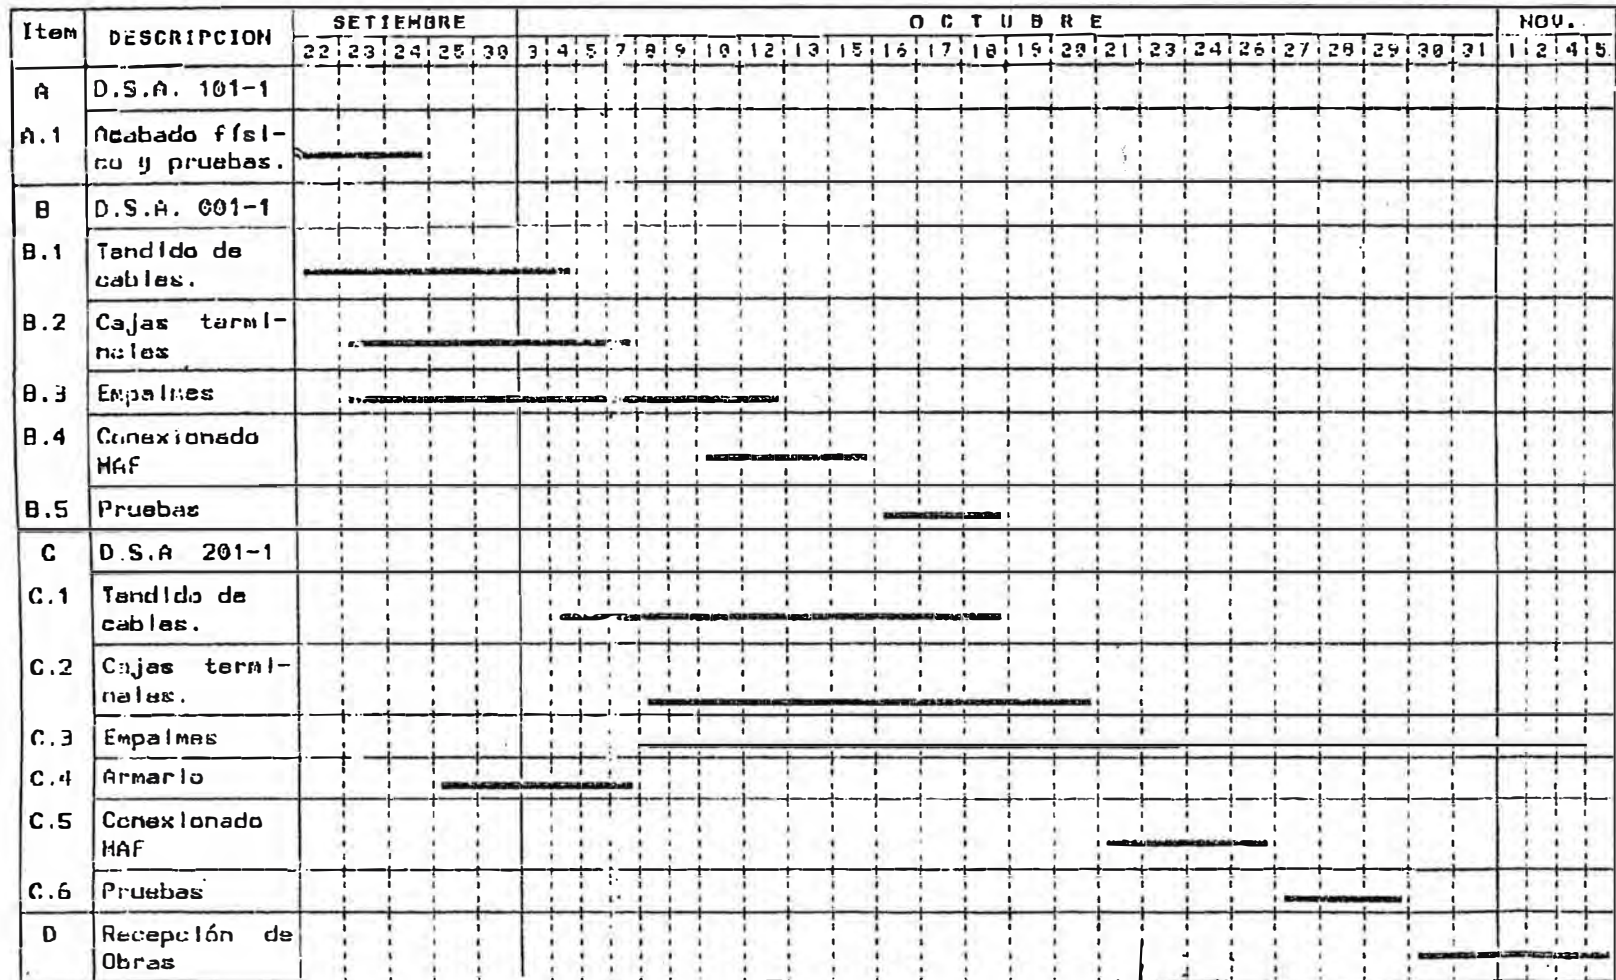 Item DESCRIPCION SETIEMBRE OCTUBRE NOV.
22 23 24 25 30 3 4 5 7 8 9 10 12 13 15 16 17 18 19 20 21 23 24 26 27 28 29 30 31 1 2 4 5
A D.S.A. 101-1
A.1 Acabado físi-
co y pruebas.
B D.S.A. 001-1
B.1 Tendido de
cables.
B.2 Cajas termi-
nales
B.3 Empalmes
B.4 Conexionado
MAF
B.5 Pruebas
C D.S.A 201-1
C.1 Tendido de
cables.
C.2 Cajas termi-
nales.
C.3 Empalmes
C.4 Armario
C.5 Conexionado
MAF
C.6 Pruebas
D Recepción de
Obras